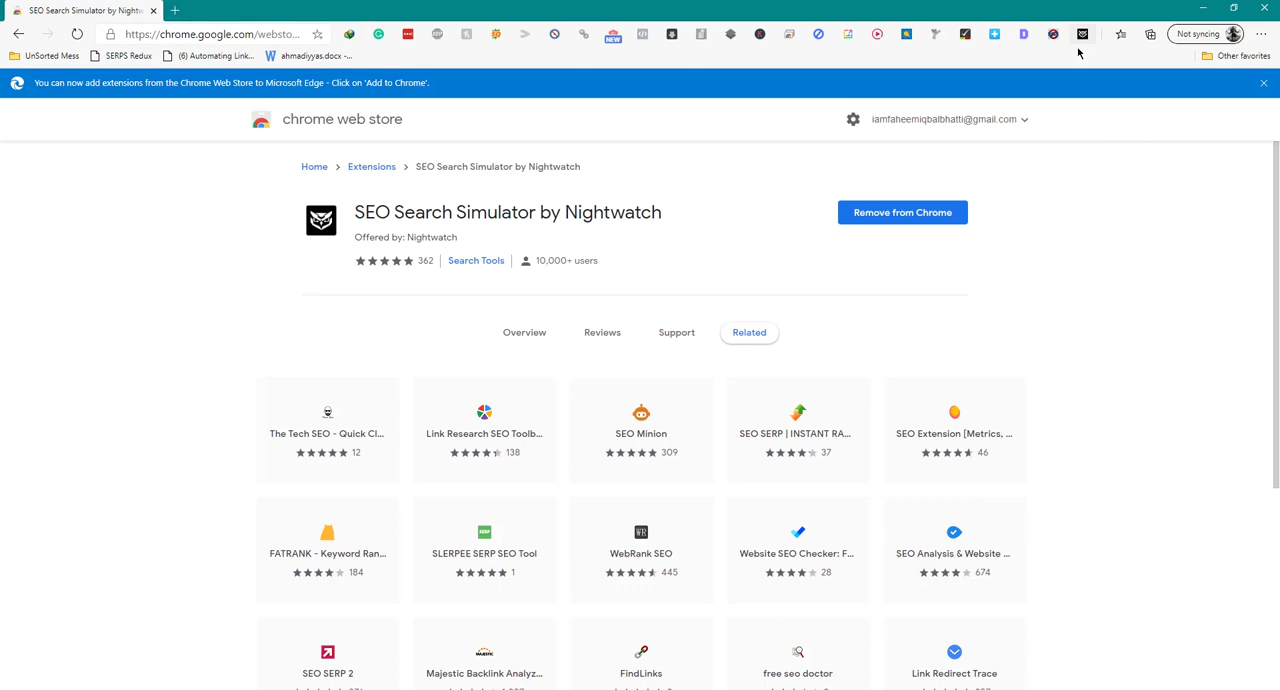 SEO Search Simulator by Nightw
https://chrome.google.com/websto...
NEW
Not syncing
UnSorted Mess
SERPS Redux
(6) Automating Link...
ahmadiyyas.docx -...
Other favorites
You can now add extensions from the Chrome Web Store to Microsoft Edge - Click on 'Add to Chrome'.
chrome web store
iamfaheemiqbalbhatti@gmail.com
Home > Extensions > SEO Search Simulator by Nightwatch
SEO Search Simulator by Nightwatch
Remove from Chrome
Offered by: Nightwatch
362 Search Tools 10,000+ users
Overview Reviews Support Related
The Tech SEO - Quick Cl...
12
Link Research SEO Toolb...
138
SEO Minion
309
SEO SERP | INSTANT RA...
37
SEO Extension [Metrics, ...
46
FATRANK - Keyword Ran...
184
SERP
SLERPEE SERP SEO Tool
1
WR
WebRank SEO
445
Website SEO Checker: F...
28
SEO Analysis & Website ...
674
SEO SERP 2
MAJESTIC
Majestic Backlink Analyz...
FindLinks
free seo doctor
Link Redirect Trace